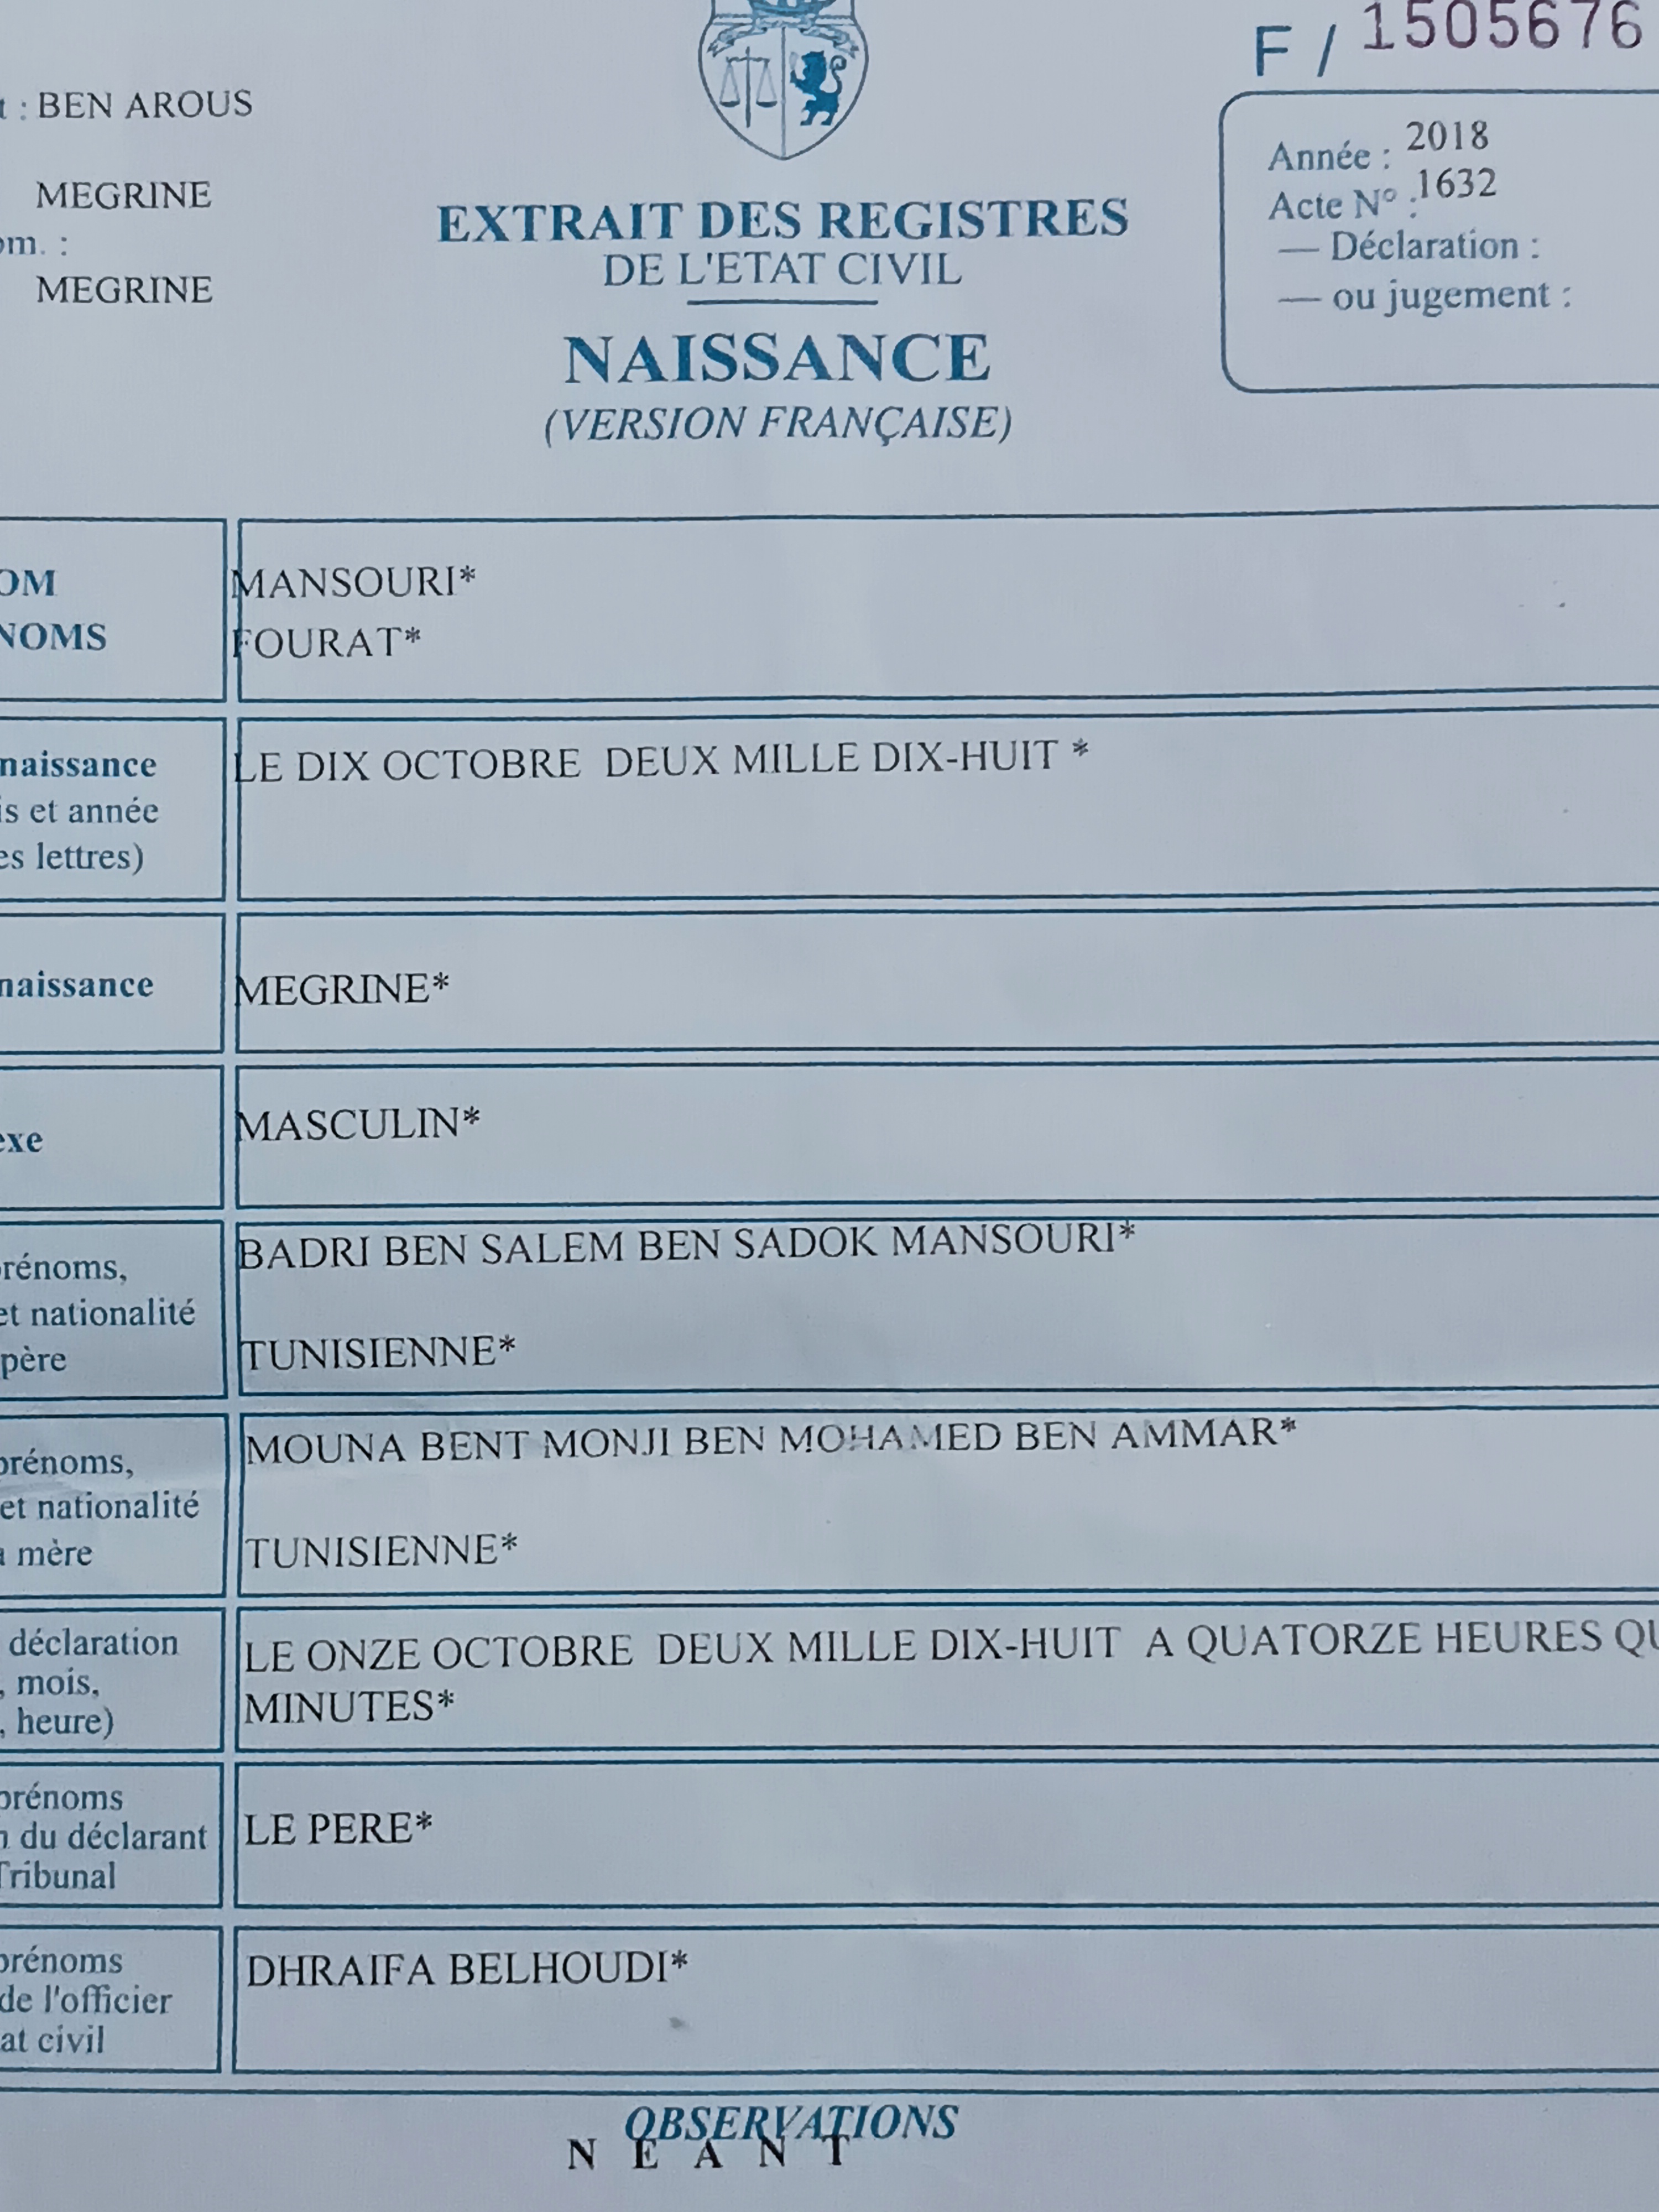 F / 1505676
: BEN AROUS
Année : 2018
MEGRINE
Acte N° : 1632
EXTRAIT DES REGISTRES
om. :
— Déclaration :
DE L'ETAT CIVIL
MEGRINE
— ou jugement :
NAISSANCE
(VERSION FRANÇAISE)
OM
MANSOURI*
NOMS
FOURAT*
naissance
LE DIX OCTOBRE DEUX MILLE DIX-HUIT *
is et année
es lettres)
naissance
MEGRINE*
exe
MASCULIN*
BADRI BEN SALEM BEN SADOK MANSOURI*
rénoms,
et nationalité
père
TUNISIENNE*
MOUNA BENT MONJI BEN MOHAMED BEN AMMAR*
prénoms,
et nationalité
mère
TUNISIENNE*
déclaration
LE ONZE OCTOBRE DEUX MILLE DIX-HUIT A QUATORZE HEURES QU
, mois,
MINUTES*
, heure)
prénoms
LE PERE*
du déclarant
Tribunal
prénoms
DHRAIFA BELHOUDI*
de l'officier
at civil
OBSERVATIONS
N E A N T